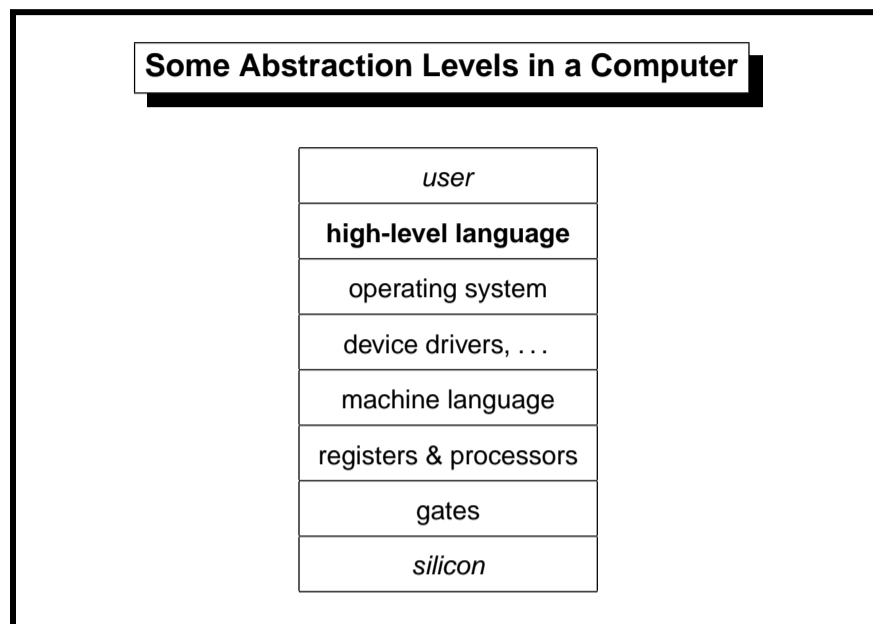 Some Abstraction Levels in a Computer
user
high-level language
operating system
device drivers, . . .
machine language
registers & processors
gates
silicon